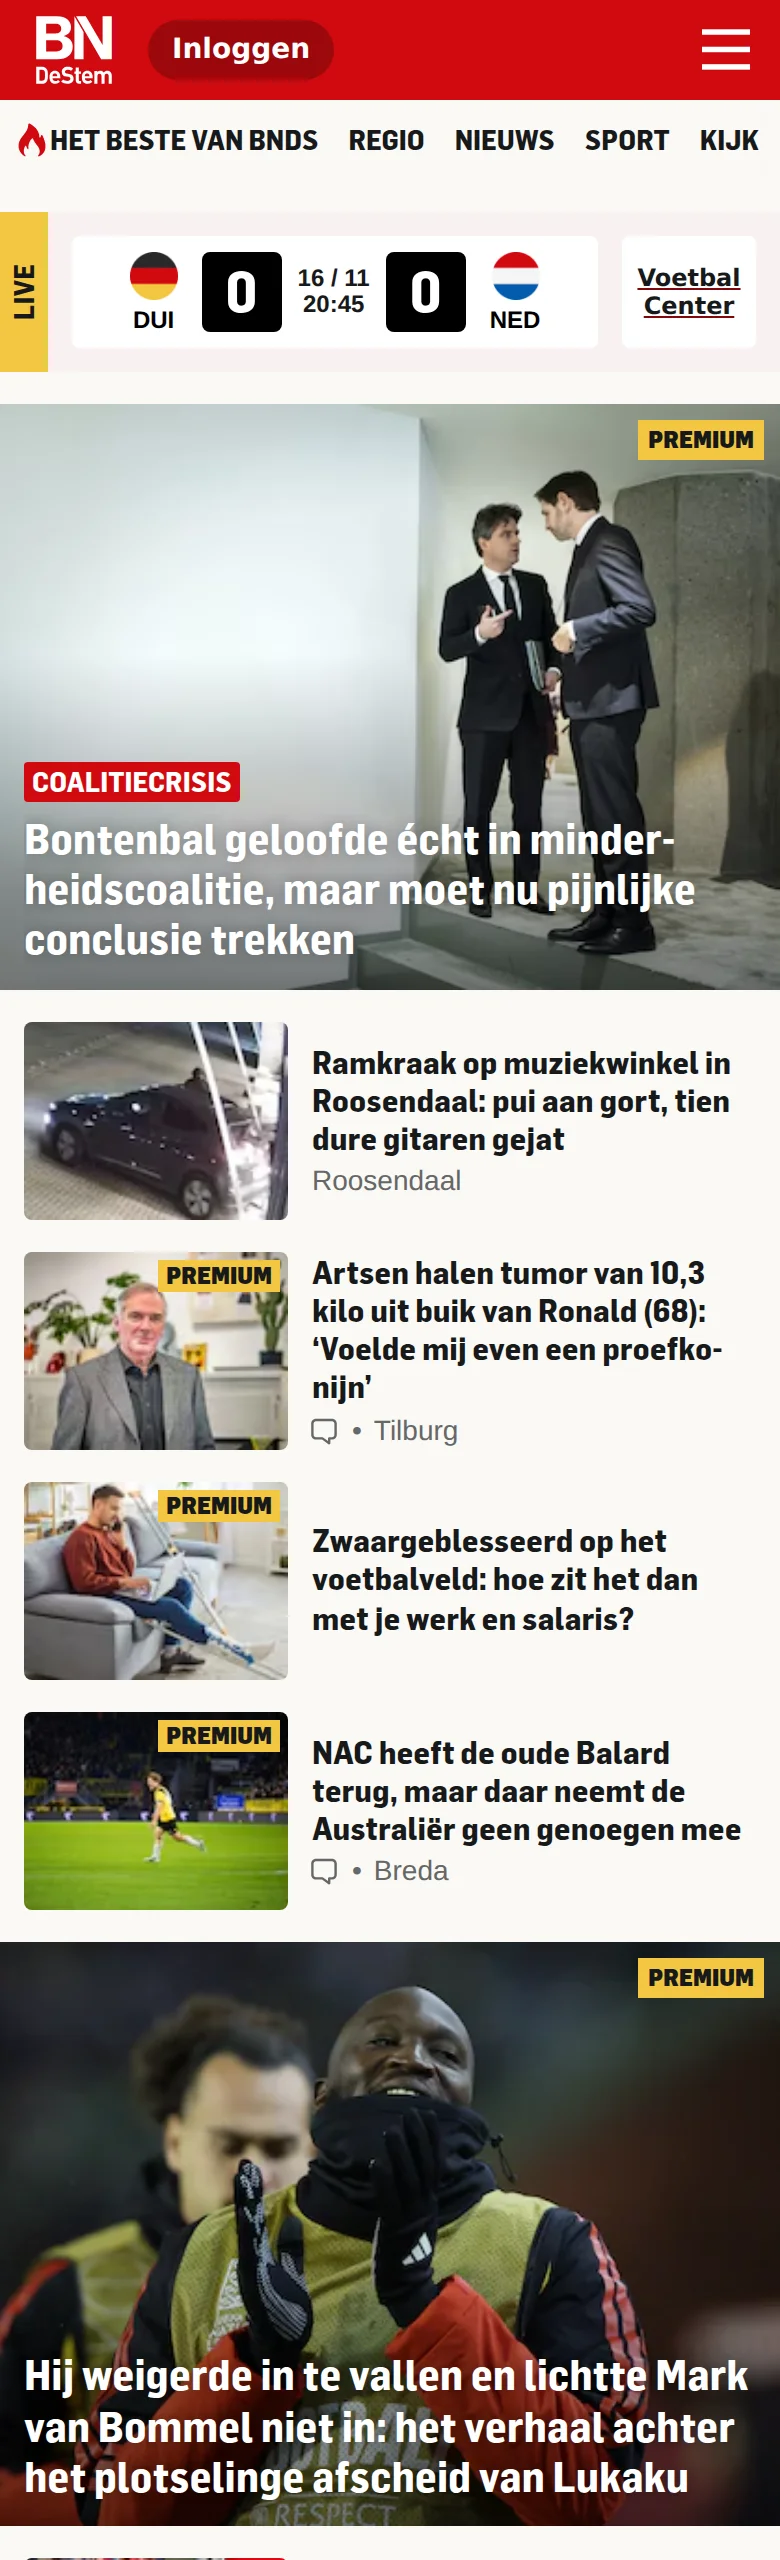 BN
DeStem
Inloggen
HET BESTE VAN BNDS REGIO NIEUWS SPORT KIJK
LIVE
DUI
0
16 / 11
20:45
0
NED
Voetbal
Center
PREMIUM
COALITIECRISIS
Bontenbal geloofde écht in minder-
heidscoalitie, maar moet nu pijnlijke
conclusie trekken
Ramkraak op muziekwinkel in
Roosendaal: pui aan gort, tien
dure gitaren gejat
Roosendaal
PREMIUM
Artsen halen tumor van 10,3
kilo uit buik van Ronald (68):
‘Voelde mij even een proefko-
nijn’
• Tilburg
PREMIUM
Zwaargeblesseerd op het
voetbalveld: hoe zit het dan
met je werk en salaris?
PREMIUM
NAC heeft de oude Balard
terug, maar daar neemt de
Australiër geen genoegen mee
• Breda
PREMIUM
Hij weigerde in te vallen en lichtte Mark
van Bommel niet in: het verhaal achter
het plotselinge afscheid van Lukaku
RESPECT